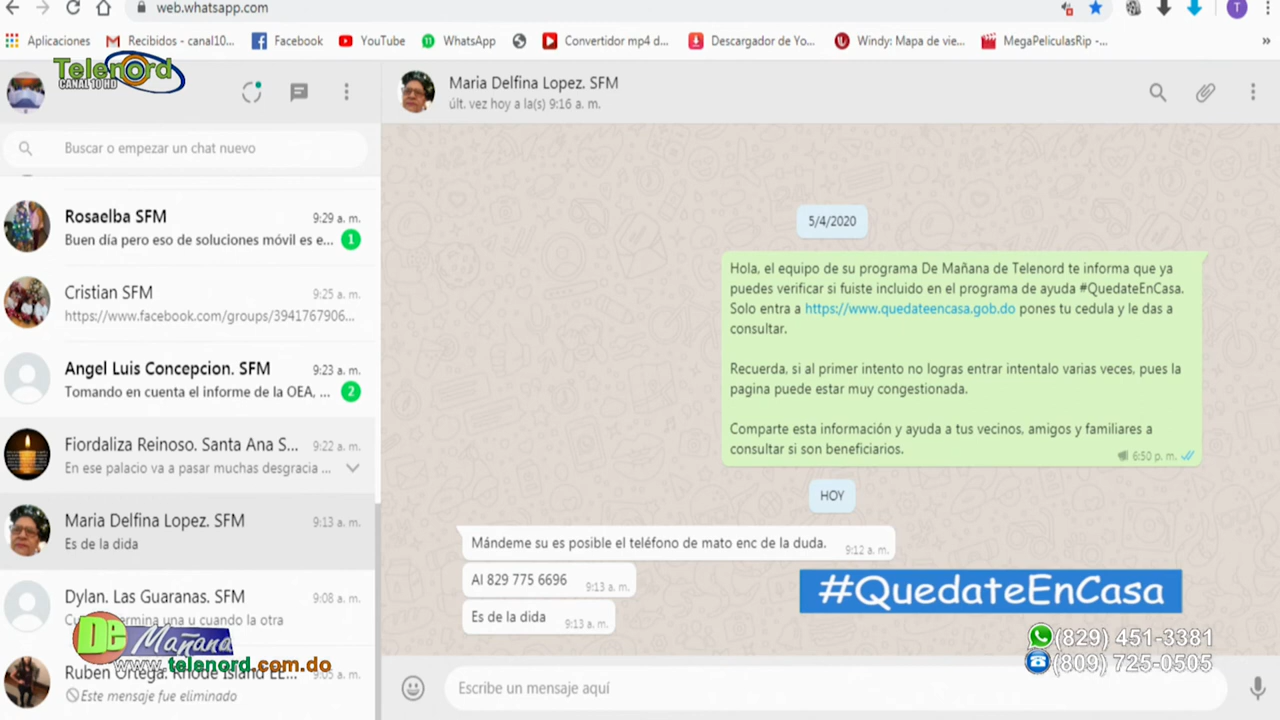 web.whatsapp.com
T
Aplicaciones
Recibidos - canal10...
Facebook
YouTube
WhatsApp
Convertidor mp4 d...
Descargador de Yo...
Windy: Mapa de vie...
MegaPeliculasRip -...
»
Telenord
CANAL 10 HD
Maria Delfina Lopez. SFM
últ. vez hoy a la(s) 9:16 a. m.
Buscar o empezar un chat nuevo
Rosaelba SFM
9:29 a. m.
Buen día pero eso de soluciones móvil es e...
1
Cristian SFM
9:25 a. m.
https://www.facebook.com/groups/3941767906...
Angel Luis Concepcion. SFM
9:23 a. m.
Tomando en cuenta el informe de la OEA, ...
2
Fiordaliza Reinoso. Santa Ana S...
9:22 a. m.
En ese palacio va a pasar muchas desgracia ...
Maria Delfina Lopez. SFM
9:13 a. m.
Es de la dida
Dylan. Las Guaranas. SFM
9:08 a. m.
termina una u cuando la otra
De Mañana
www.telenord.com.do
Ruben Ortega. Rhode Island EE...
9:05 a. m.
Este mensaje fue eliminado
5/4/2020
Hola, el equipo de su programa De Mañana de Telenord te informa que ya
puedes verificar si fuiste incluido en el programa de ayuda #QuedateEnCasa.
Solo entra a https://www.quedateencasa.gob.do pones tu cedula y le das a
consultar.
Recuerda, si al primer intento no logras entrar intentalo varias veces, pues la
pagina puede estar muy congestionada.
Comparte esta información y ayuda a tus vecinos, amigos y familiares a
consultar si son beneficiarios.
6:50 p. m.
HOY
Mándeme su es posible el teléfono de mato enc de la duda.
9:12 a. m.
Al 829 775 6696
9:13 a. m.
Es de la dida
9:13 a. m.
#QuedateEnCasa
(829) 451-3381
(809) 725-0505
Escribe un mensaje aquí